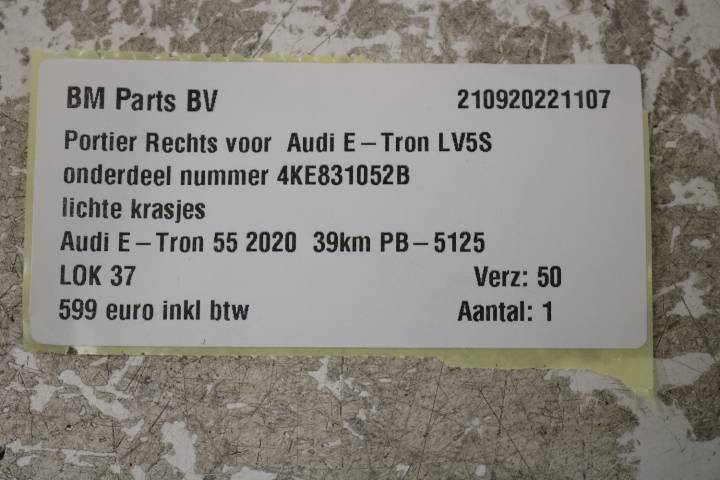 BM Parts BV 210920221107
Portier Rechts voor Audi E-Tron LV5S
onderdeel nummer 4KE831052B
lichte krasjes
Audi E-Tron 55 2020 39km PB-5125
LOK 37 Verz: 50
599 euro inkl btw Aantal: 1